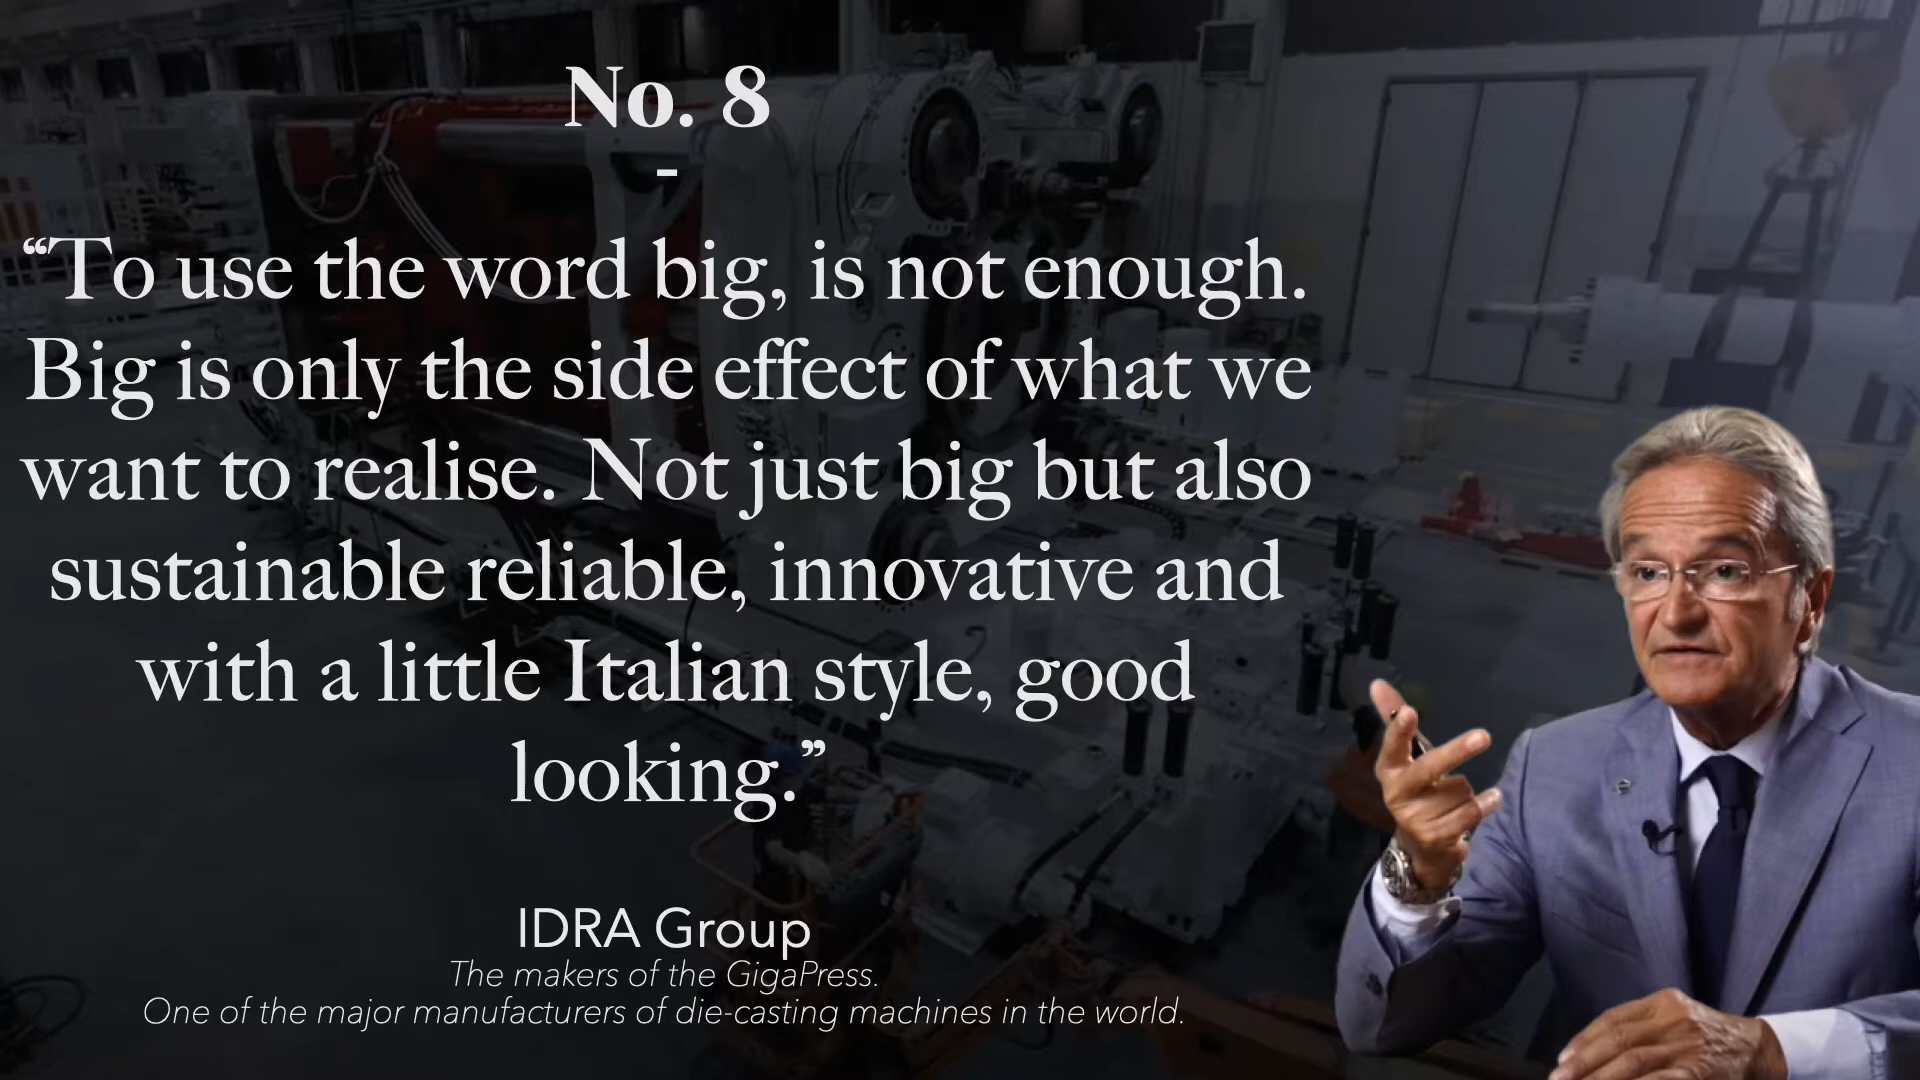 No. 8
-
“To use the word big, is not enough.
Big is only the side effect of what we
want to realise. Not just big but also
sustainable reliable, innovative and
with a little Italian style, good
looking.”
IDRA Group
The makers of the GigaPress.
One of the major manufacturers of die-casting machines in the world.